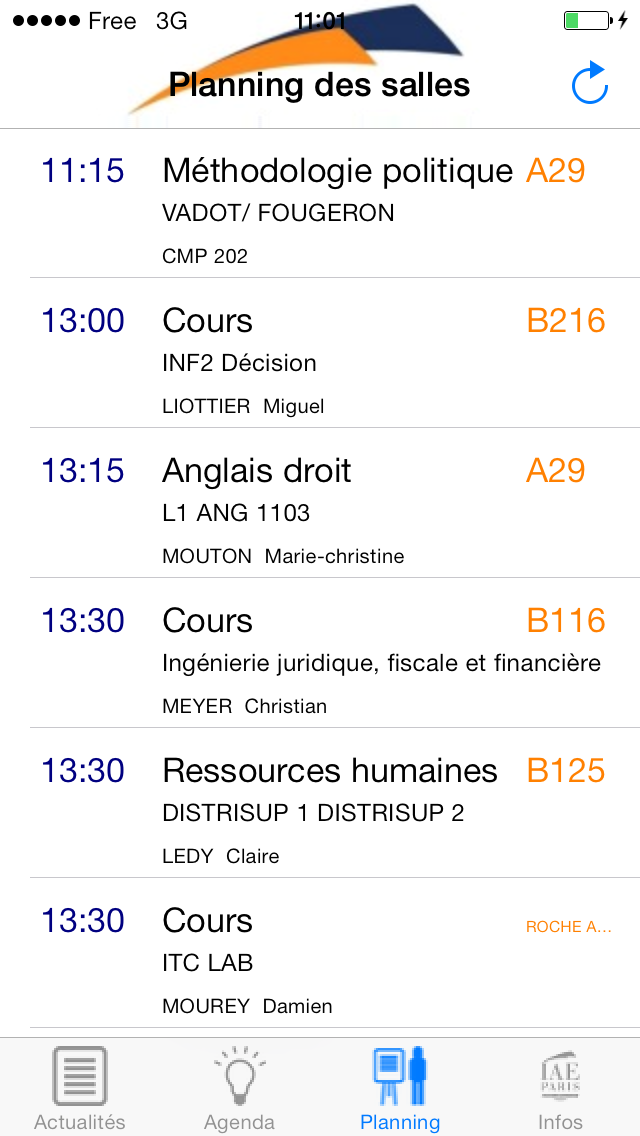 Free 3G 11:01
Planning des salles
11:15 Méthodologie politique A29
VADOT/ FOUGERON
CMP 202
13:00 Cours B216
INF2 Décision
LIOTTIER Miguel
13:15 Anglais droit A29
L1 ANG 1103
MOUTON Marie-christine
13:30 Cours B116
Ingénierie juridique, fiscale et financière
MEYER Christian
13:30 Ressources humaines B125
DISTRISUP 1 DISTRISUP 2
LEDY Claire
13:30 Cours ROCHE A...
ITC LAB
MOUREY Damien
IAE
PARIS
Actualités Agenda Planning Infos